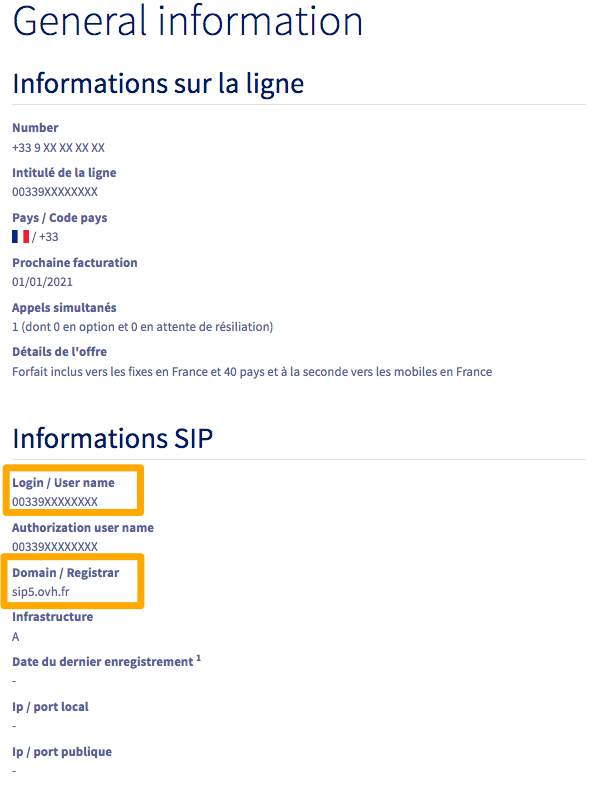 General information
Informations sur la ligne
Number
+33 9 XX XX XX XX
Intitulé de la ligne
00339XXXXXXXX
Pays / Code pays
/ +33
Prochaine facturation
01/01/2021
Appels simultanés
1 (dont 0 en option et 0 en attente de résiliation)
Détails de l'offre
Forfait inclus vers les fixes en France et 40 pays et à la seconde vers les mobiles en France
Informations SIP
Login / User name
00339XXXXXXXX
Authorization user name
00339XXXXXXXX
Domain / Registrar
sip5.ovh.fr
Infrastructure
A
Date du dernier enregistrement 1
-
Ip / port local
-
Ip / port publique
-